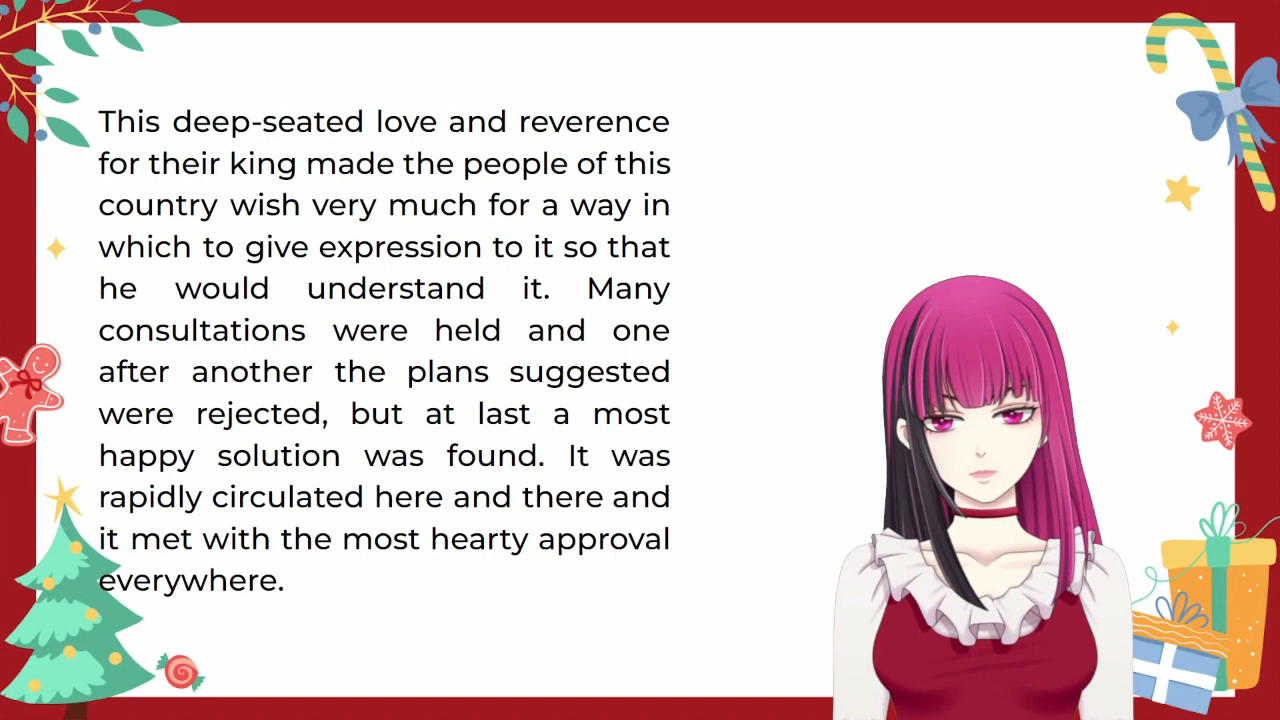 This deep-seated love and reverence
for their king made the people of this
country wish very much for a way in
which to give expression to it so that
he would understand it. Many
consultations were held and one
after another the plans suggested
were rejected, but at last a most
happy solution was found. It was
rapidly circulated here and there and
it met with the most hearty approval
everywhere.